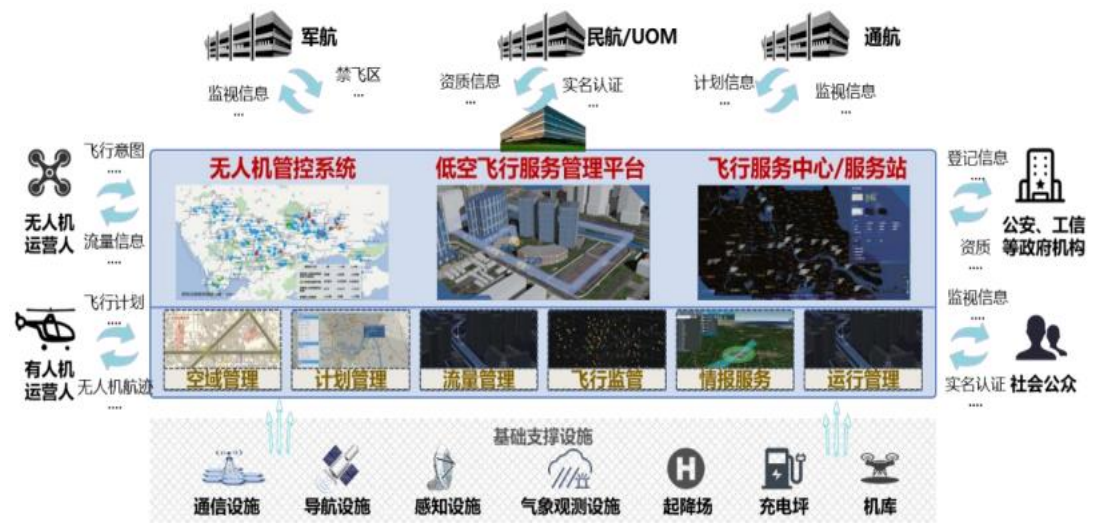 军航
民航/UOM
通航
监视信息
...
禁飞区
...
资质信息
...
实名认证
...
计划信息
...
监视信息
...
飞行意图
....
无人机
运营人
流量信息
....
飞行计划
....
有人机
运营人
无人机航迹
....
无人机管控系统
低空飞行服务管理平台
飞行服务中心/服务站
空域管理
计划管理
流量管理
飞行监管
情报服务
运行管理
登记信息
....
公安、工信
等政府机构
资质
....
监视信息
....
社会公众
实名认证
....
基础支撑设施
通信设施
导航设施
感知设施
气象观测设施
H
起降场
充电坪
机库